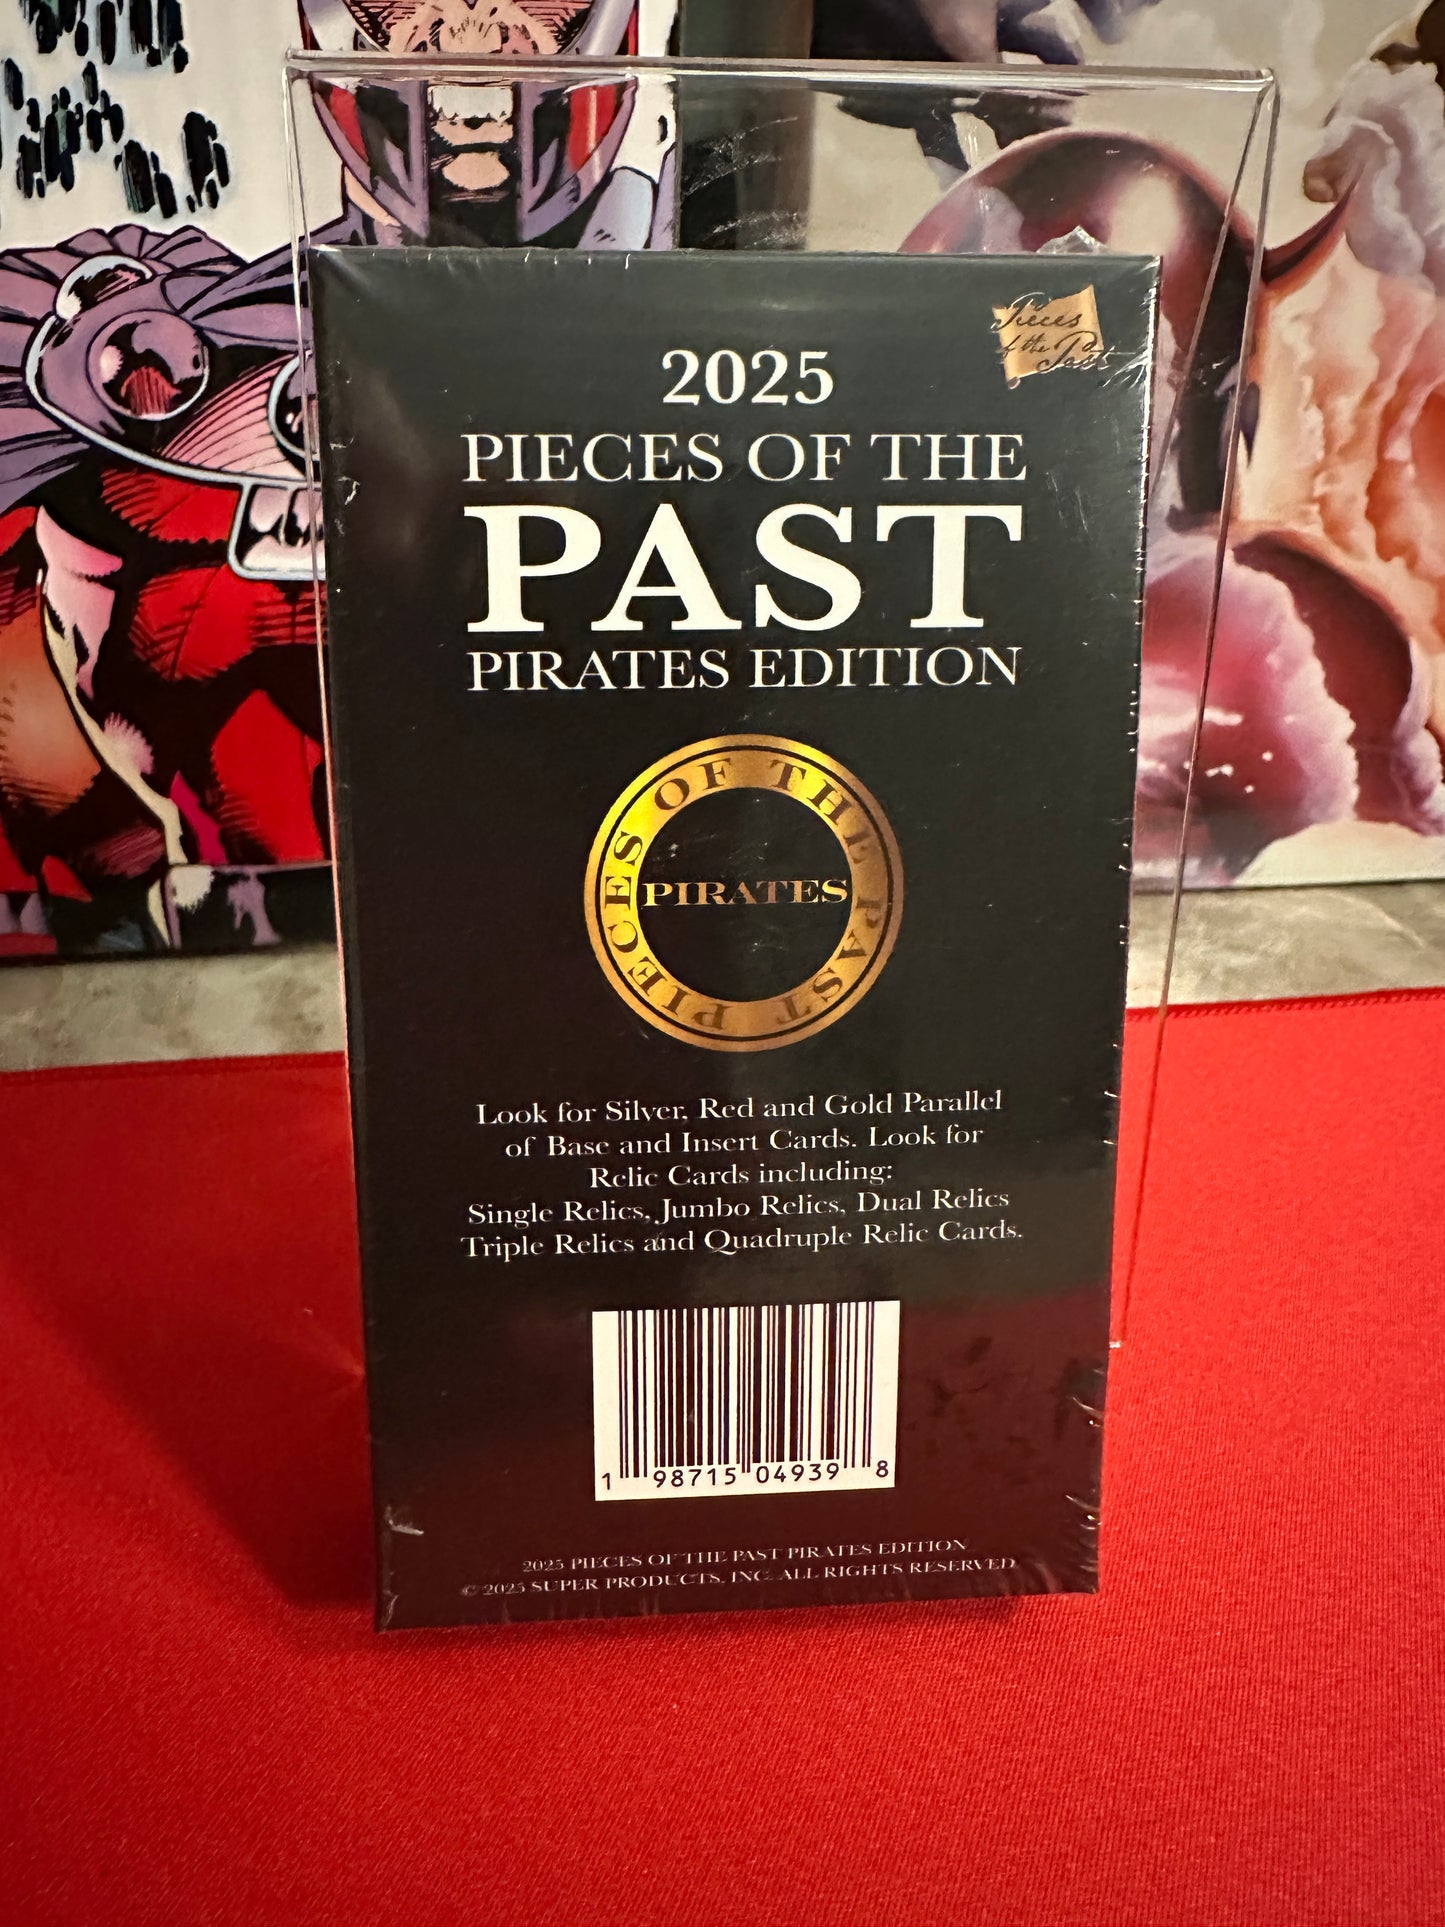 Pieces
of the Past
2025
PIECES OF THE
PAST
PIRATES EDITION
PIECES OF THE PAST
PIRATES
Look for Silver, Red and Gold Parallel
of Base and Insert Cards. Look for
Relic Cards including:
Single Relics, Jumbo Relics, Dual Relics
Triple Relics and Quadruple Relic Cards.
1 98715 04939 8
2025 PIECES OF THE PAST PIRATES EDITION
© 2025 SUPER PRODUCTS, INC. ALL RIGHTS RESERVED